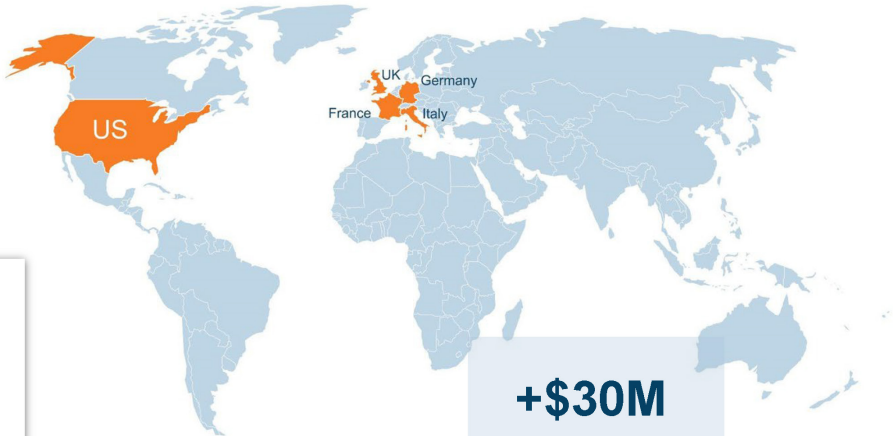 UK
Germany
France
Italy
US
+$30M